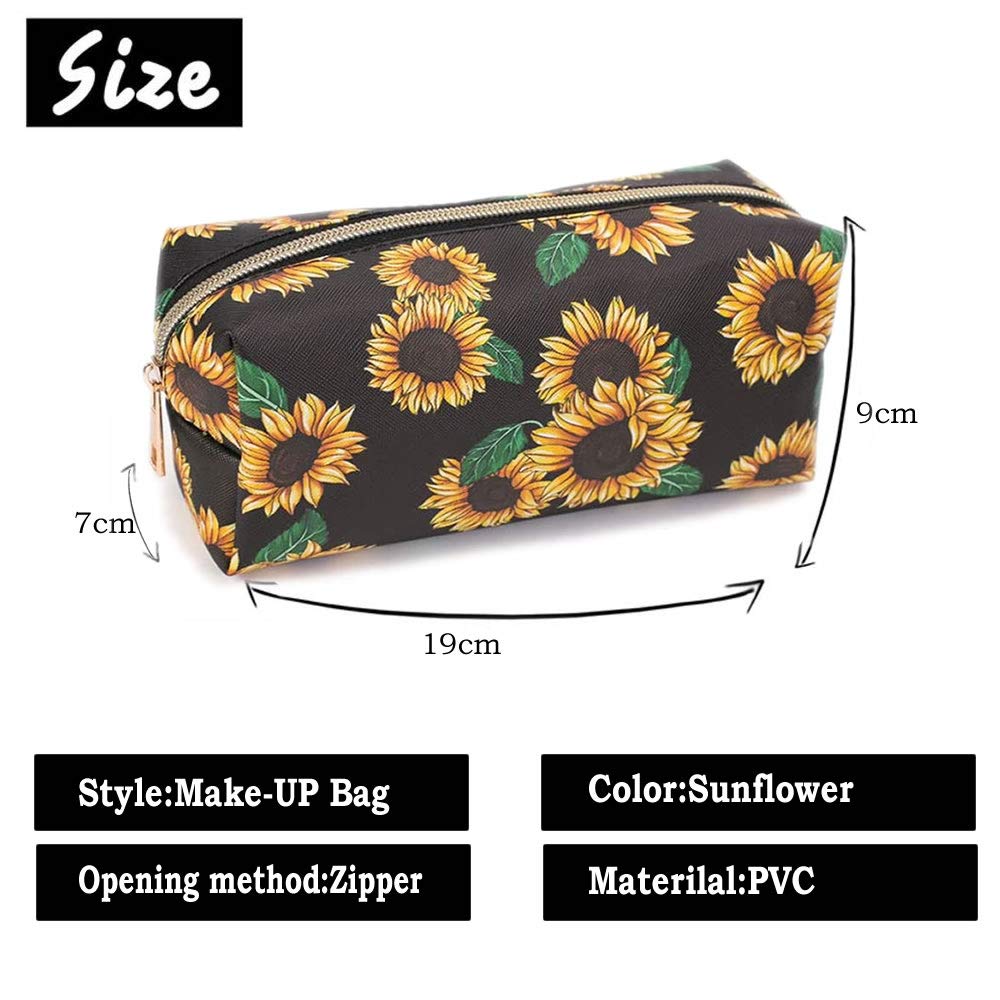 Size
9cm
7cm
19cm
Style:Make-UP Bag
Color:Sunflower
Opening method:Zipper
Materilal:PVC